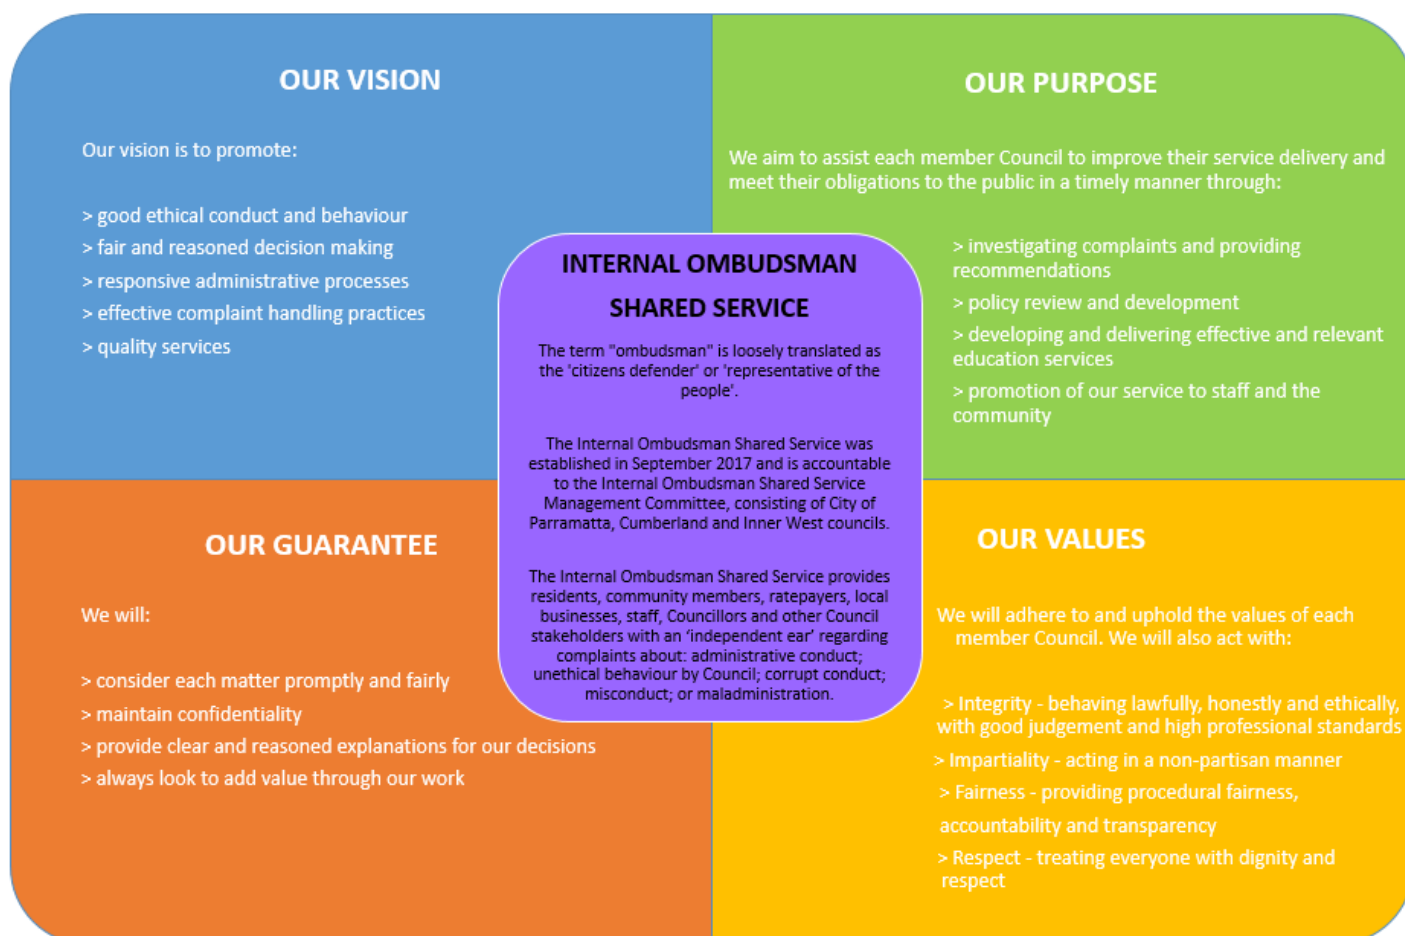 OUR VISION
Our vision is to promote:
> good ethical conduct and behaviour
> fair and reasoned decision making
> responsive administrative processes
> effective complaint handling practices
> quality services
OUR PURPOSE
We aim to assist each member Council to improve their service delivery and
meet their obligations to the public in a timely manner through:
> investigating complaints and providing
recommendations
> policy review and development
> developing and delivering effective and relevant
education services
> promotion of our service to staff and the
community
INTERNAL OMBUDSMAN
SHARED SERVICE
The term "ombudsman" is loosely translated as
the 'citizens defender' or 'representative of the
people'.
The Internal Ombudsman Shared Service was
established in September 2017 and is accountable
to the Internal Ombudsman Shared Service
Management Committee, consisting of City of
Parramatta, Cumberland and Inner West councils.
The Internal Ombudsman Shared Service provides
residents, community members, ratepayers, local
businesses, staff, Councillors and other Council
stakeholders with an ‘independent ear’ regarding
complaints about: administrative conduct;
unethical behaviour by Council; corrupt conduct;
misconduct; or maladministration.
OUR GUARANTEE
We will:
> consider each matter promptly and fairly
> maintain confidentiality
> provide clear and reasoned explanations for our decisions
> always look to add value through our work
OUR VALUES
We will adhere to and uphold the values of each
member Council. We will also act with:
> Integrity - behaving lawfully, honestly and ethically,
with good judgement and high professional standards
> Impartiality - acting in a non-partisan manner
> Fairness - providing procedural fairness,
accountability and transparency
> Respect - treating everyone with dignity and
respect